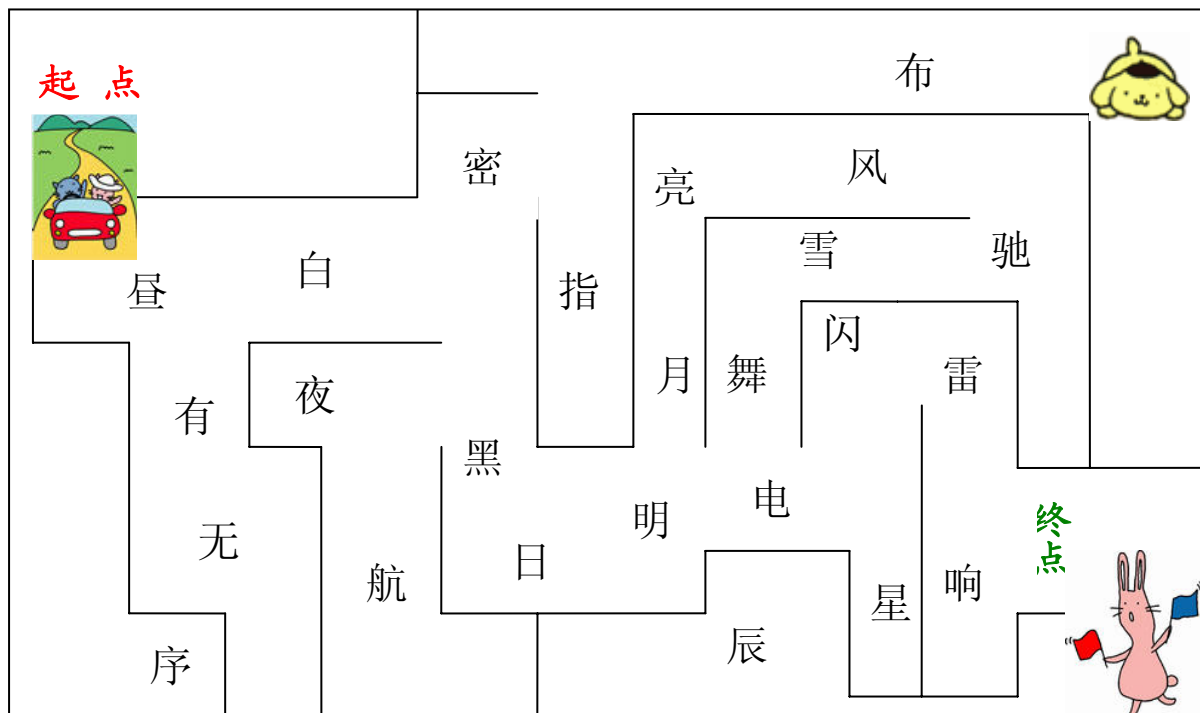 起 点
布
密
风
亮
雪
驰
白
昼
指
闪
月
舞
雷
夜
有
黑
电
明
终
点
无
日
航
响
星
辰
序